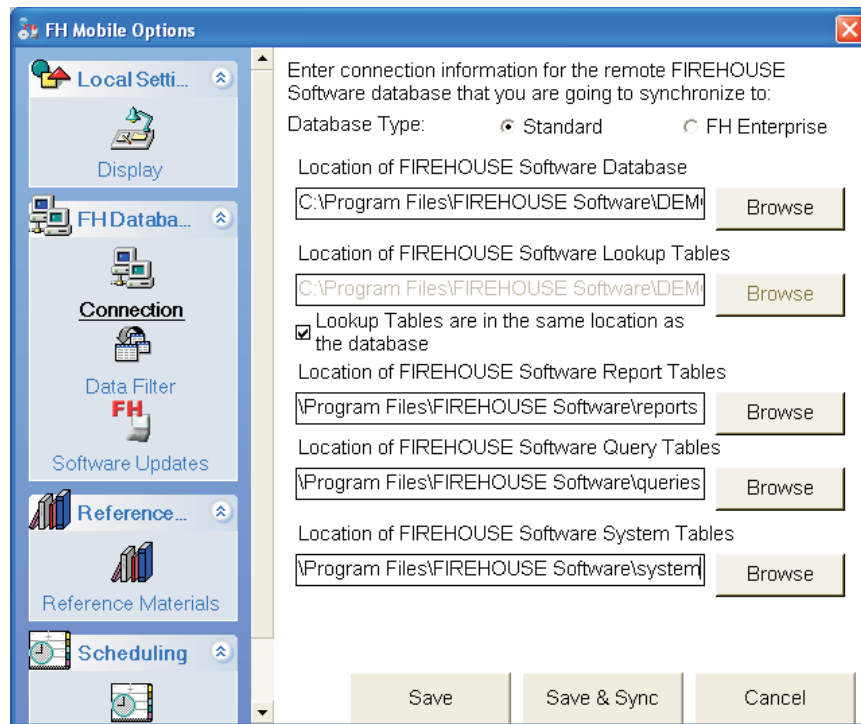 FH Mobile Options
Local Setti...
Display
FH Databa...
Connection
Data Filter
FH
Software Updates
Reference...
Reference Materials
Scheduling
Enter connection information for the remote FIREHOUSE
Software database that you are going to synchronize to:
Database Type: Standard FH Enterprise
Location of FIREHOUSE Software Database
C:\Program Files\FIREHOUSE Software\DEM Browse
Location of FIREHOUSE Software Lookup Tables
C:\Program Files\FIREHOUSE Software\DEM Browse
Lookup Tables are in the same location as
the database
Location of FIREHOUSE Software Report Tables
\Program Files\FIREHOUSE Software\reports Browse
Location of FIREHOUSE Software Query Tables
\Program Files\FIREHOUSE Software\queries Browse
Location of FIREHOUSE Software System Tables
\Program Files\FIREHOUSE Software\system Browse
Save Save & Sync Cancel